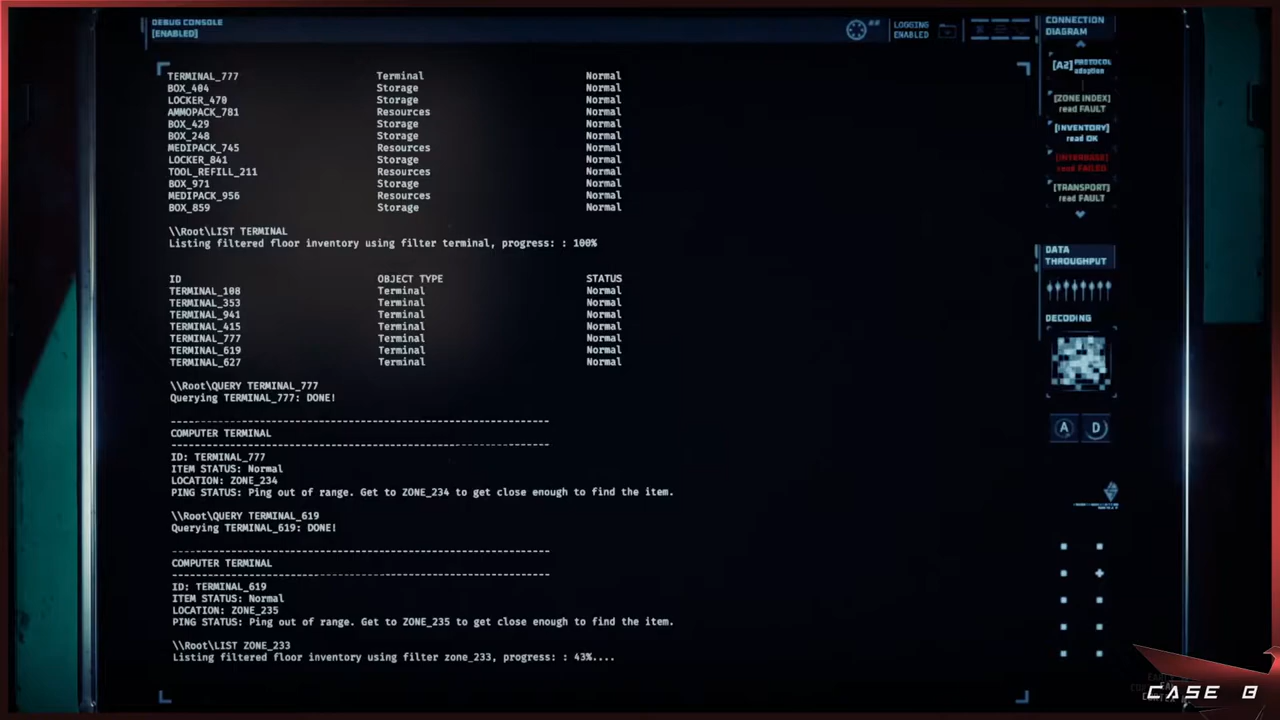 DEBUG CONSOLE
[ENABLED]
LOGGING
ENABLED
CONNECTION
DIAGRAM
[A2] PROTOCOL
adaption
[ZONE INDEX]
read FAULT
[INVENTORY]
read OK
[INTERBASE]
read FAILED
[TRANSPORT]
read FAULT
DATA
THROUGHPUT
DECODING
A D
TERMINAL_777 Terminal Normal
BOX_404 Storage Normal
LOCKER_470 Storage Normal
AMMOPACK_781 Resources Normal
BOX_429 Storage Normal
BOX_248 Storage Normal
MEDIPACK_745 Resources Normal
LOCKER_841 Storage Normal
TOOL_REFILL_211 Resources Normal
BOX_971 Storage Normal
MEDIPACK_956 Resources Normal
BOX_859 Storage Normal
\\Root\LIST TERMINAL
Listing filtered floor inventory using filter terminal, progress: : 100%
ID OBJECT TYPE STATUS
TERMINAL_108 Terminal Normal
TERMINAL_353 Terminal Normal
TERMINAL_941 Terminal Normal
TERMINAL_415 Terminal Normal
TERMINAL_777 Terminal Normal
TERMINAL_619 Terminal Normal
TERMINAL_627 Terminal Normal
\\Root\QUERY TERMINAL_777
Querying TERMINAL_777: DONE!
COMPUTER TERMINAL
ID: TERMINAL_777
ITEM STATUS: Normal
LOCATION: ZONE_234
PING STATUS: Ping out of range. Get to ZONE_234 to get close enough to find the item.
\\Root\QUERY TERMINAL_619
Querying TERMINAL_619: DONE!
COMPUTER TERMINAL
ID: TERMINAL_619
ITEM STATUS: Normal
LOCATION: ZONE_235
PING STATUS: Ping out of range. Get to ZONE_235 to get close enough to find the item.
\\Root\LIST ZONE_233
Listing filtered floor inventory using filter zone_233, progress: : 43%....
CASE B